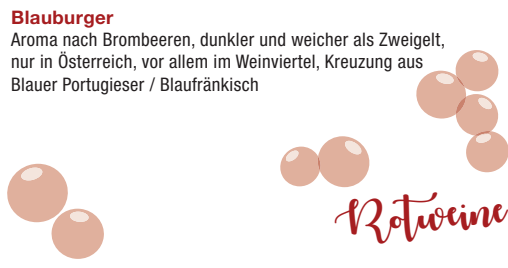 Blauburger
Aroma nach Brombeeren, dunkler und weicher als Zweigelt,
nur in Österreich, vor allem im Weinviertel, Kreuzung aus
Blauer Portugieser / Blaufränkisch
Rotweine